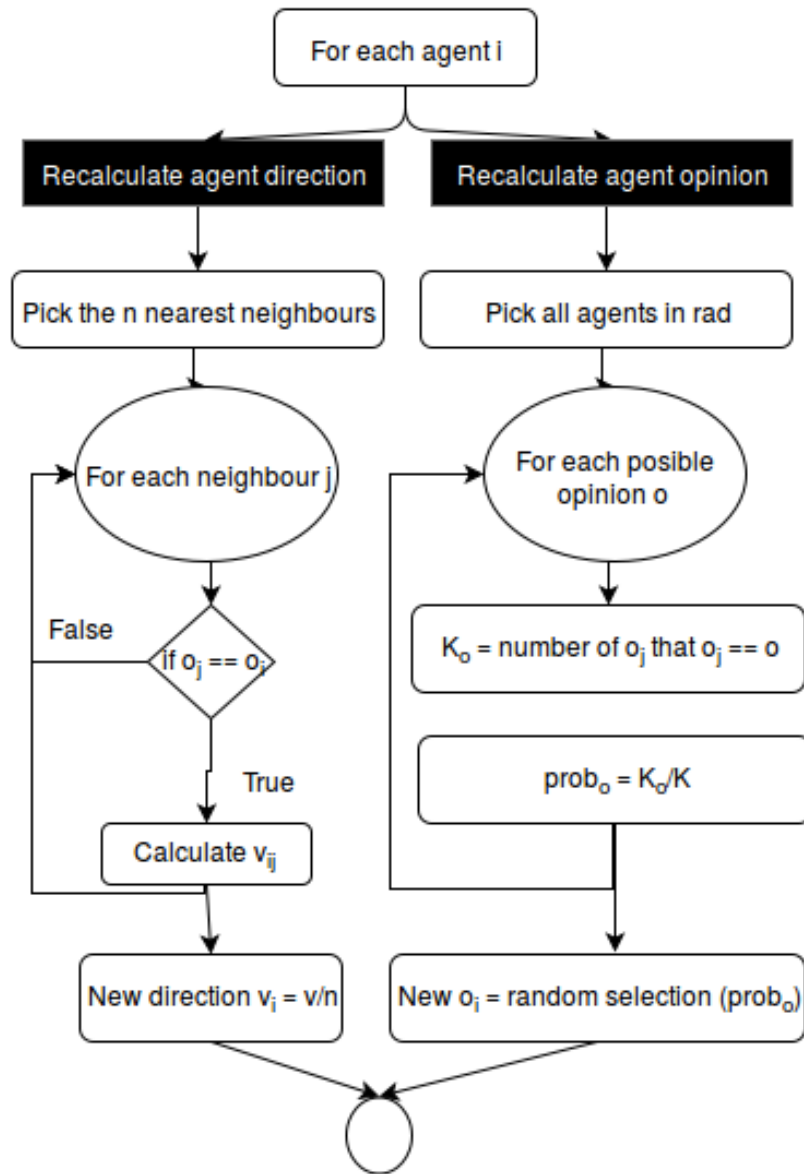 For each agent i
Recalculate agent direction
Recalculate agent opinion
Pick the n nearest neighbours
Pick all agents in rad
For each neighbour j
For each posible
opinion o
False
if oⱼ == oᵢ
Kₒ = number of oⱼ that oⱼ == o
True
probₒ = Kₒ/K
Calculate vᵢⱼ
New direction vᵢ = v/n
New oᵢ = random selection (probₒ)